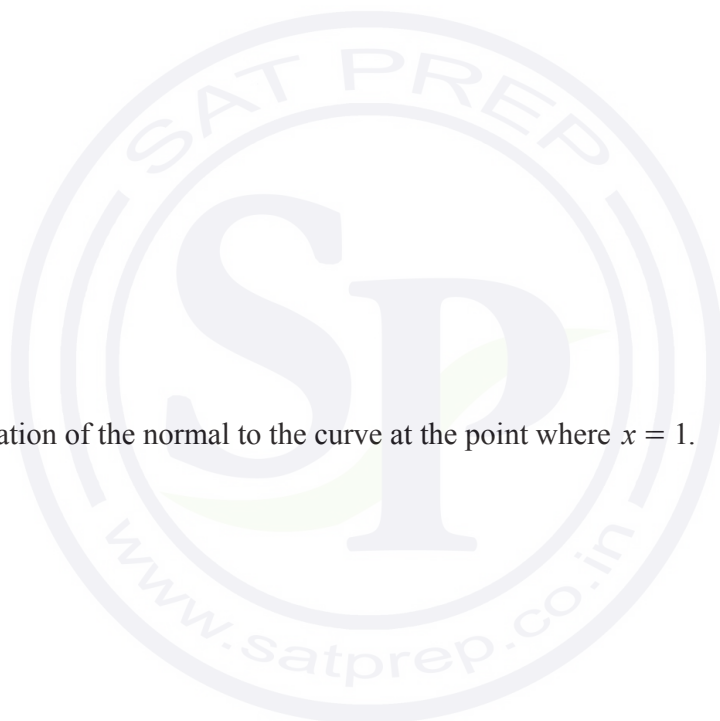 SAT PREP
SP
ation of the normal to the curve at the point where x = 1.
www.satprep.co.in